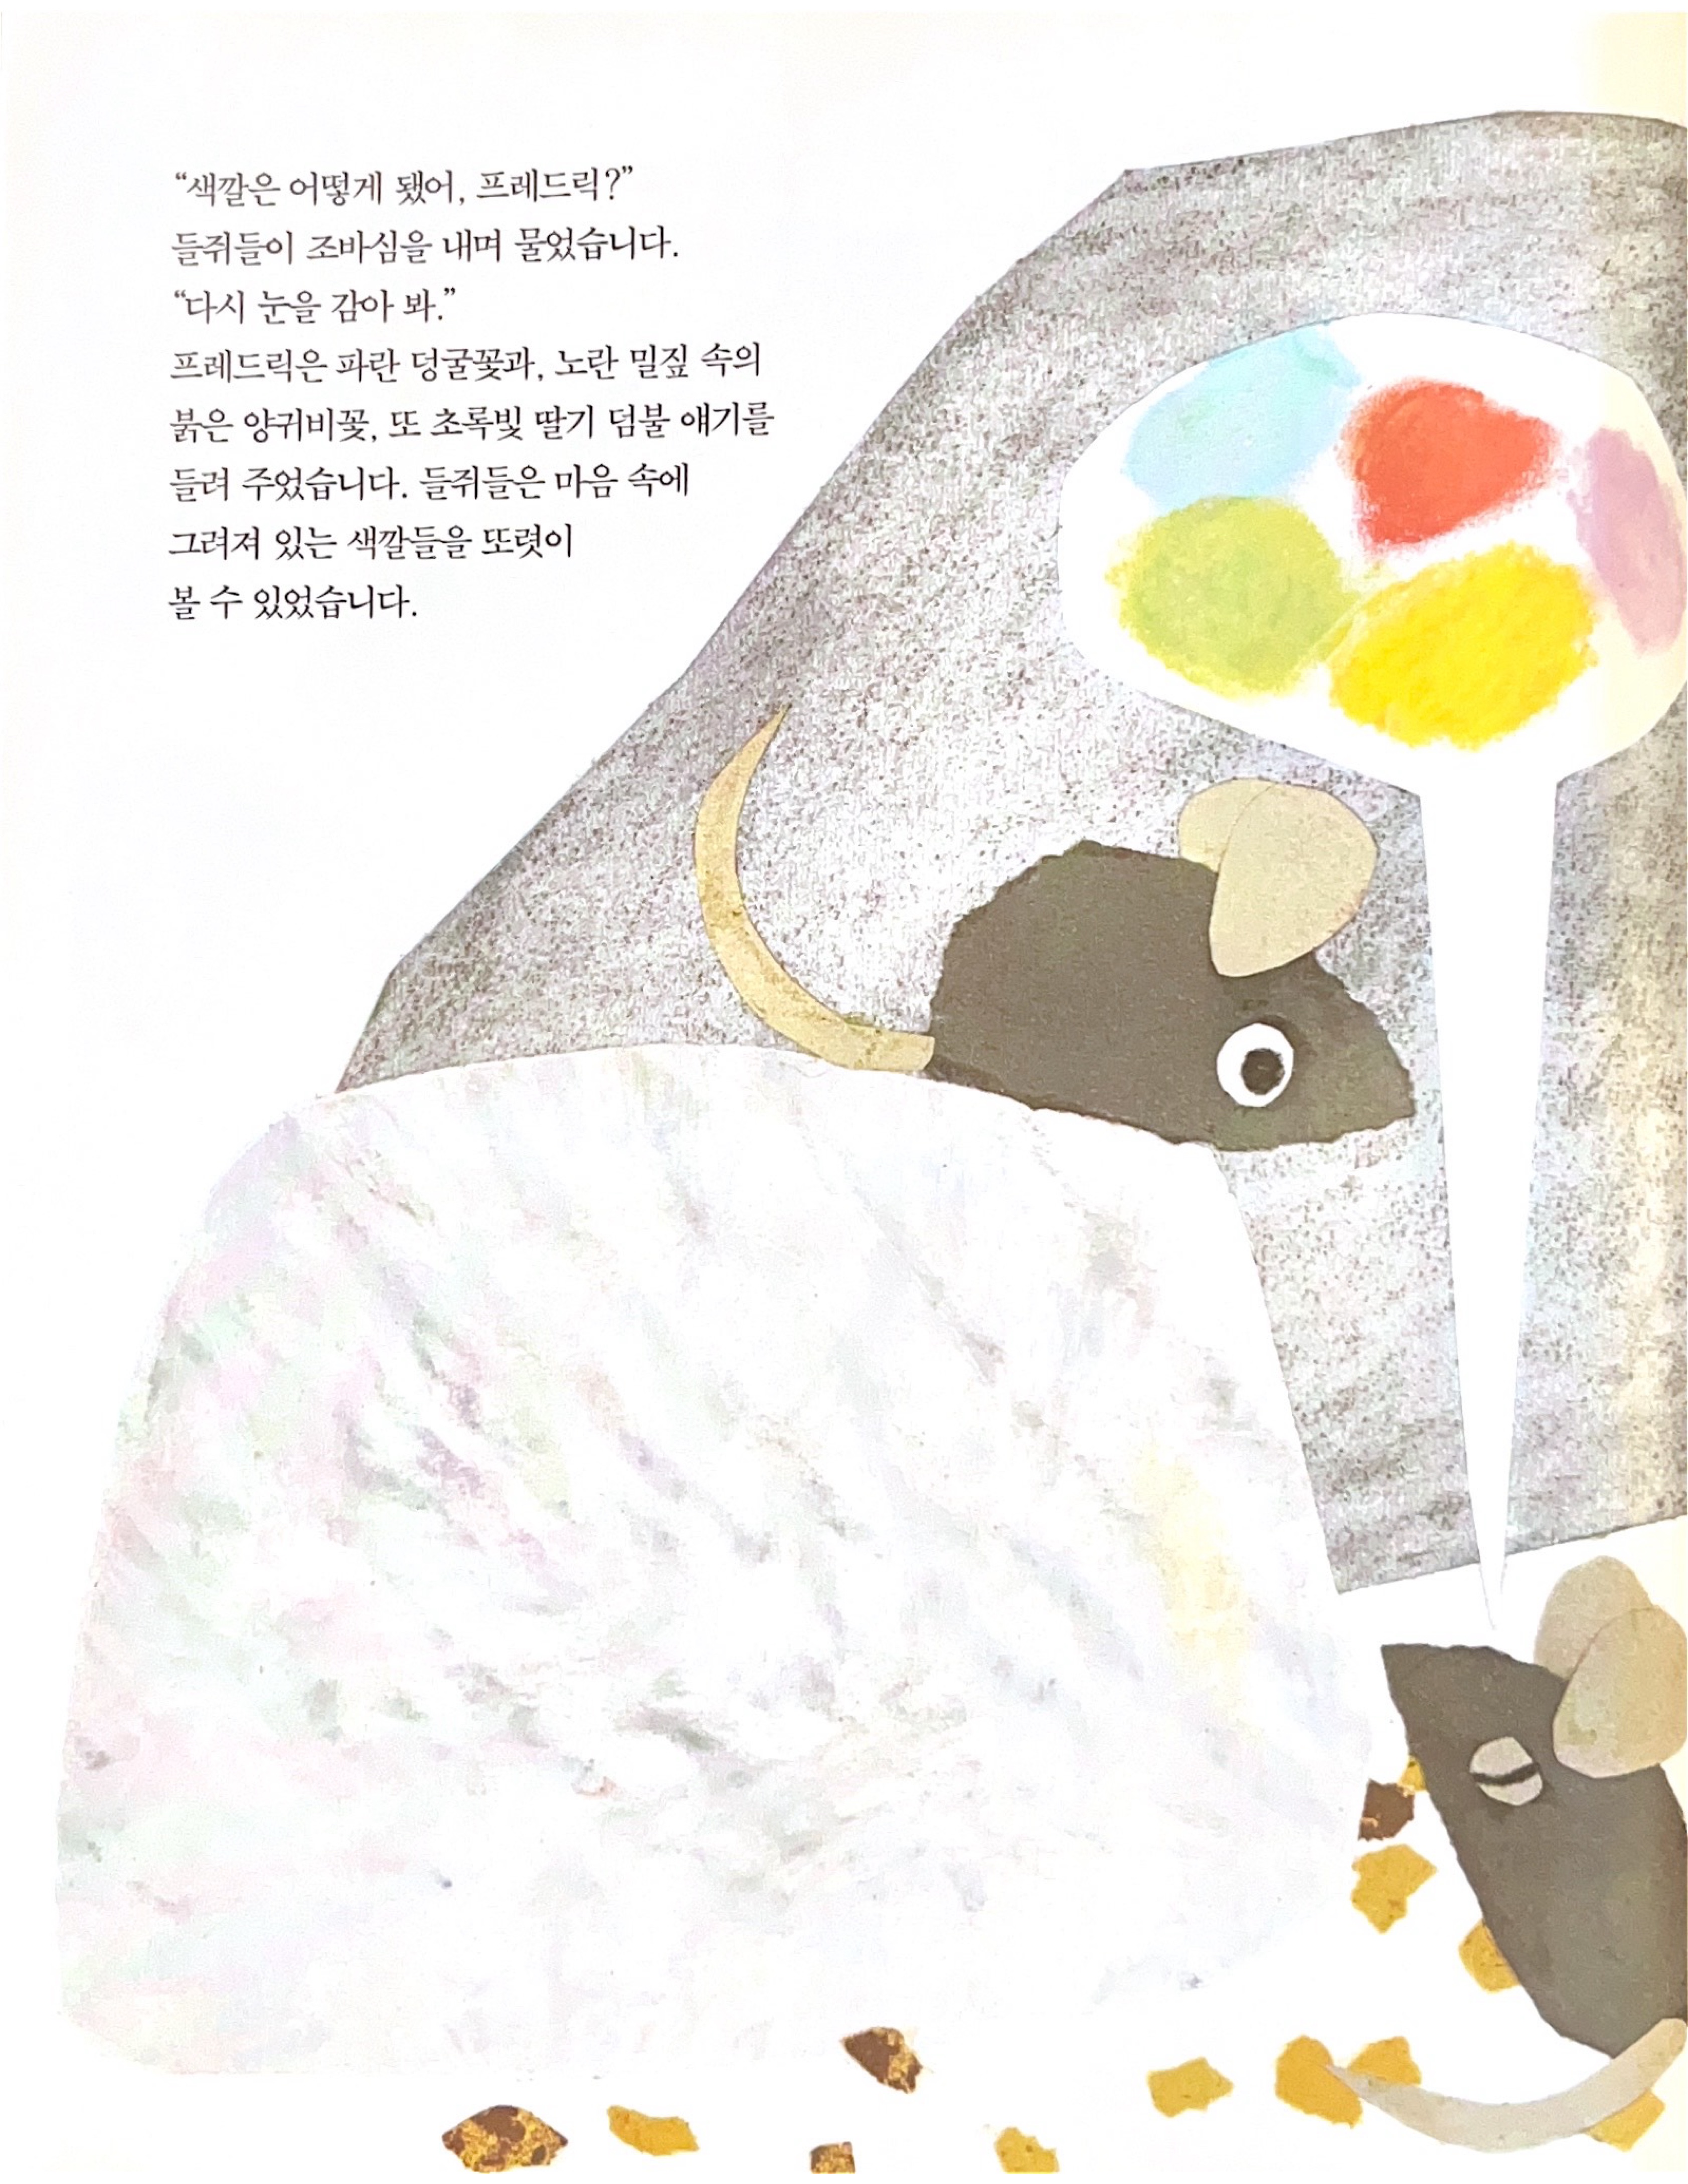 “색깔은 어떻게 됐어, 프레드릭?”
들쥐들이 조바심을 내며 물었습니다.
“다시 눈을 감아 봐.”
프레드릭은 파란 덩굴꽃과, 노란 밀짚 속의
붉은 양귀비꽃, 또 초록빛 딸기 덤불 얘기를
들려 주었습니다. 들쥐들은 마음 속에
그려져 있는 색깔들을 또렷이
볼 수 있었습니다.